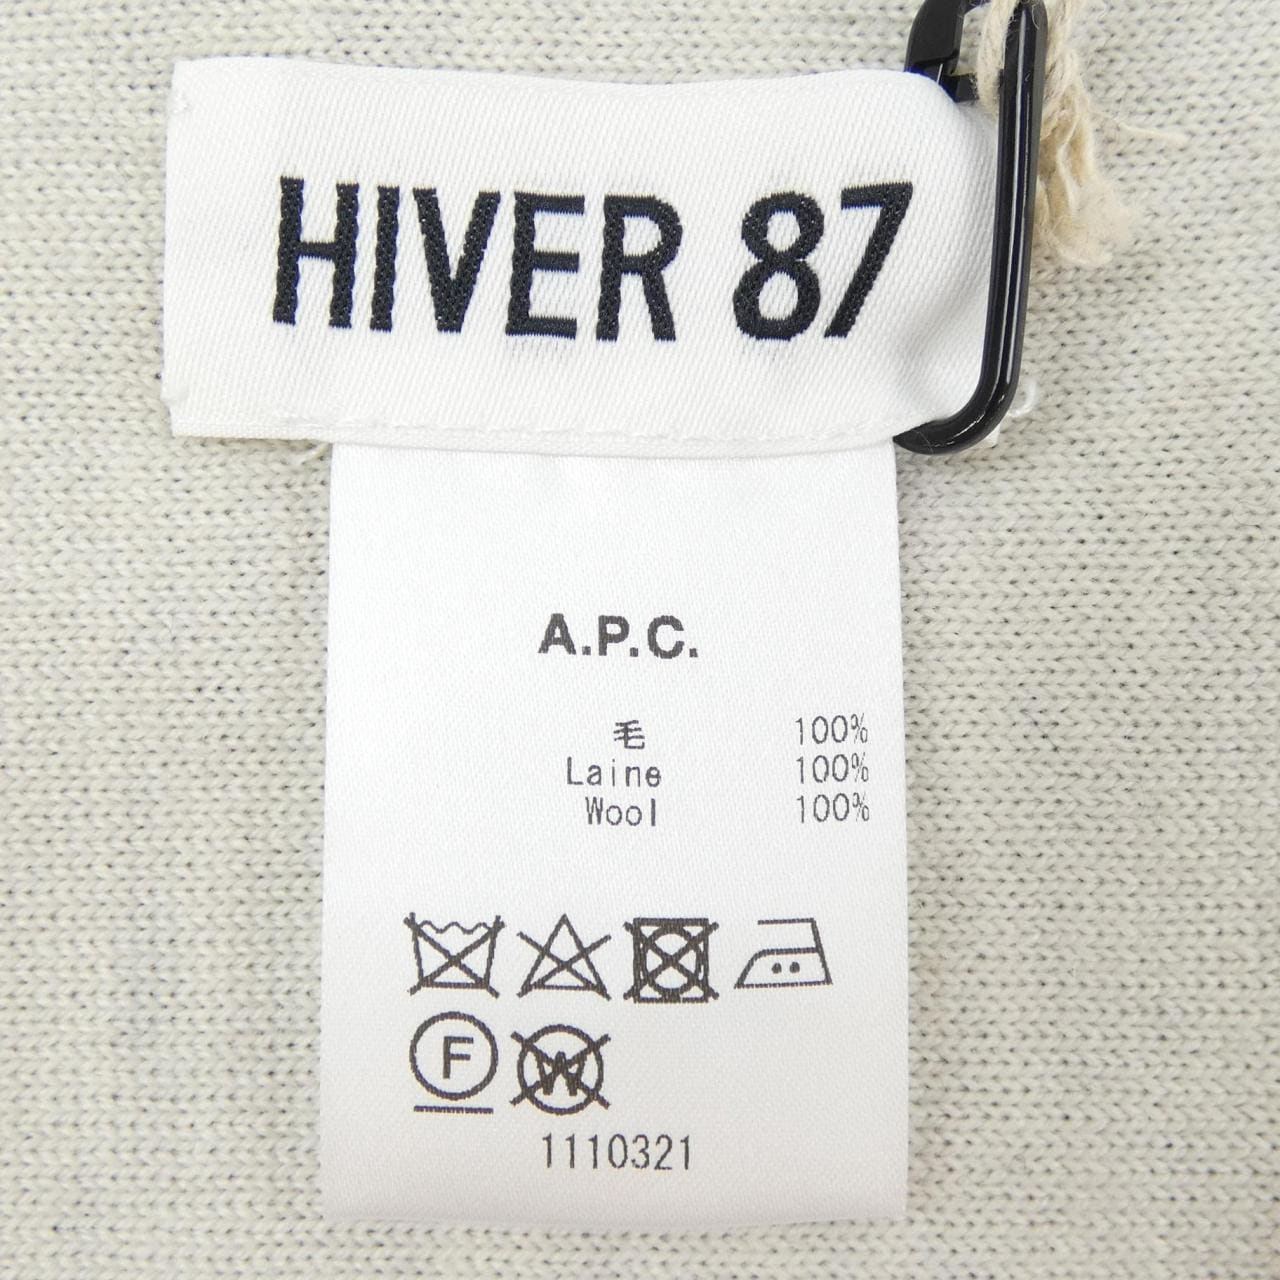 HIVER 87
A.P.C.
毛 100%
Laine 100%
Wool 100%
F W
1110321